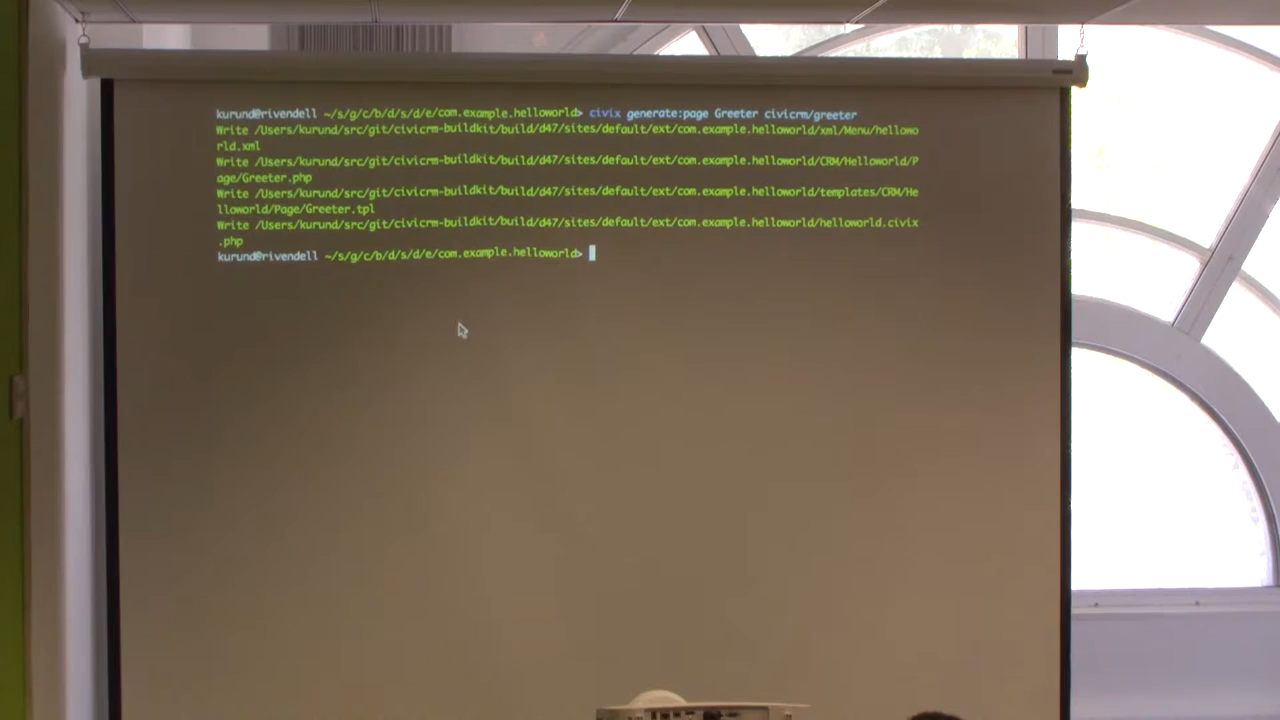 kurund@rivendell ~/s/g/c/b/d/s/d/e/com.example.helloworld> civix generate:page Greeter civicrm/greeter
Write /Users/kurund/src/git/civicrm-buildkit/build/d47/sites/default/ext/com.example.helloworld/xml/Menu/hellowo
rld.xml
Write /Users/kurund/src/git/civicrm-buildkit/build/d47/sites/default/ext/com.example.helloworld/CRM/Helloworld/P
age/Greeter.php
Write /Users/kurund/src/git/civicrm-buildkit/build/d47/sites/default/ext/com.example.helloworld/templates/CRM/He
lloworld/Page/Greeter.tpl
Write /Users/kurund/src/git/civicrm-buildkit/build/d47/sites/default/ext/com.example.helloworld/helloworld.civix
.php
kurund@rivendell ~/s/g/c/b/d/s/d/e/com.example.helloworld>